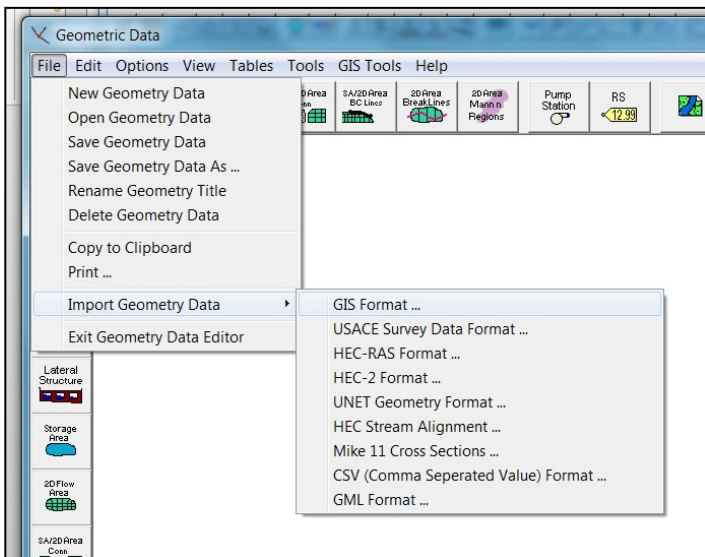 Geometric Data
File Edit Options View Tables Tools GIS Tools Help
SA/2D Area
BC Lines
2D Area
BreakLines
2D Area
Mann n
Regions
Pump
Station
RS
12.99
D Area
New Geometry Data
Open Geometry Data
Save Geometry Data
Save Geometry Data As ...
Rename Geometry Title
Delete Geometry Data
Copy to Clipboard
Print ...
Import Geometry Data
Exit Geometry Data Editor
GIS Format ...
USACE Survey Data Format ...
HEC-RAS Format ...
HEC-2 Format ...
UNET Geometry Format ...
HEC Stream Alignment ...
Mike 11 Cross Sections ...
CSV (Comma Seperated Value) Format ...
GML Format ...
Lateral
Structure
Storage
Area
2D Flow
Area
SA/2D Area
Conn